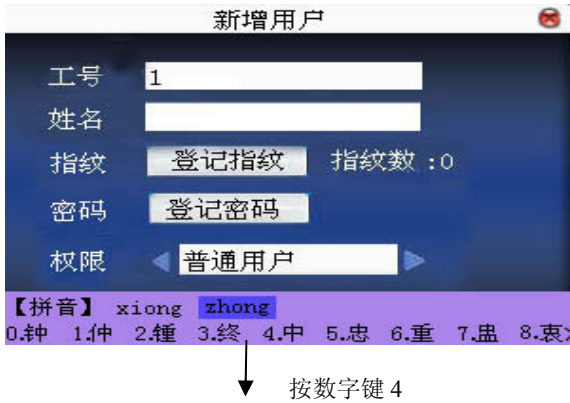 新增用户
工号 1
姓名
指纹 登记指纹 指纹数 :0
密码 登记密码
权限 普通用户
【拼音】 xiong zhong
0.钟 1.仲 2.锺 3.终 4.中 5.忠 6.重 7.蛊 8.衷>
按数字键 4